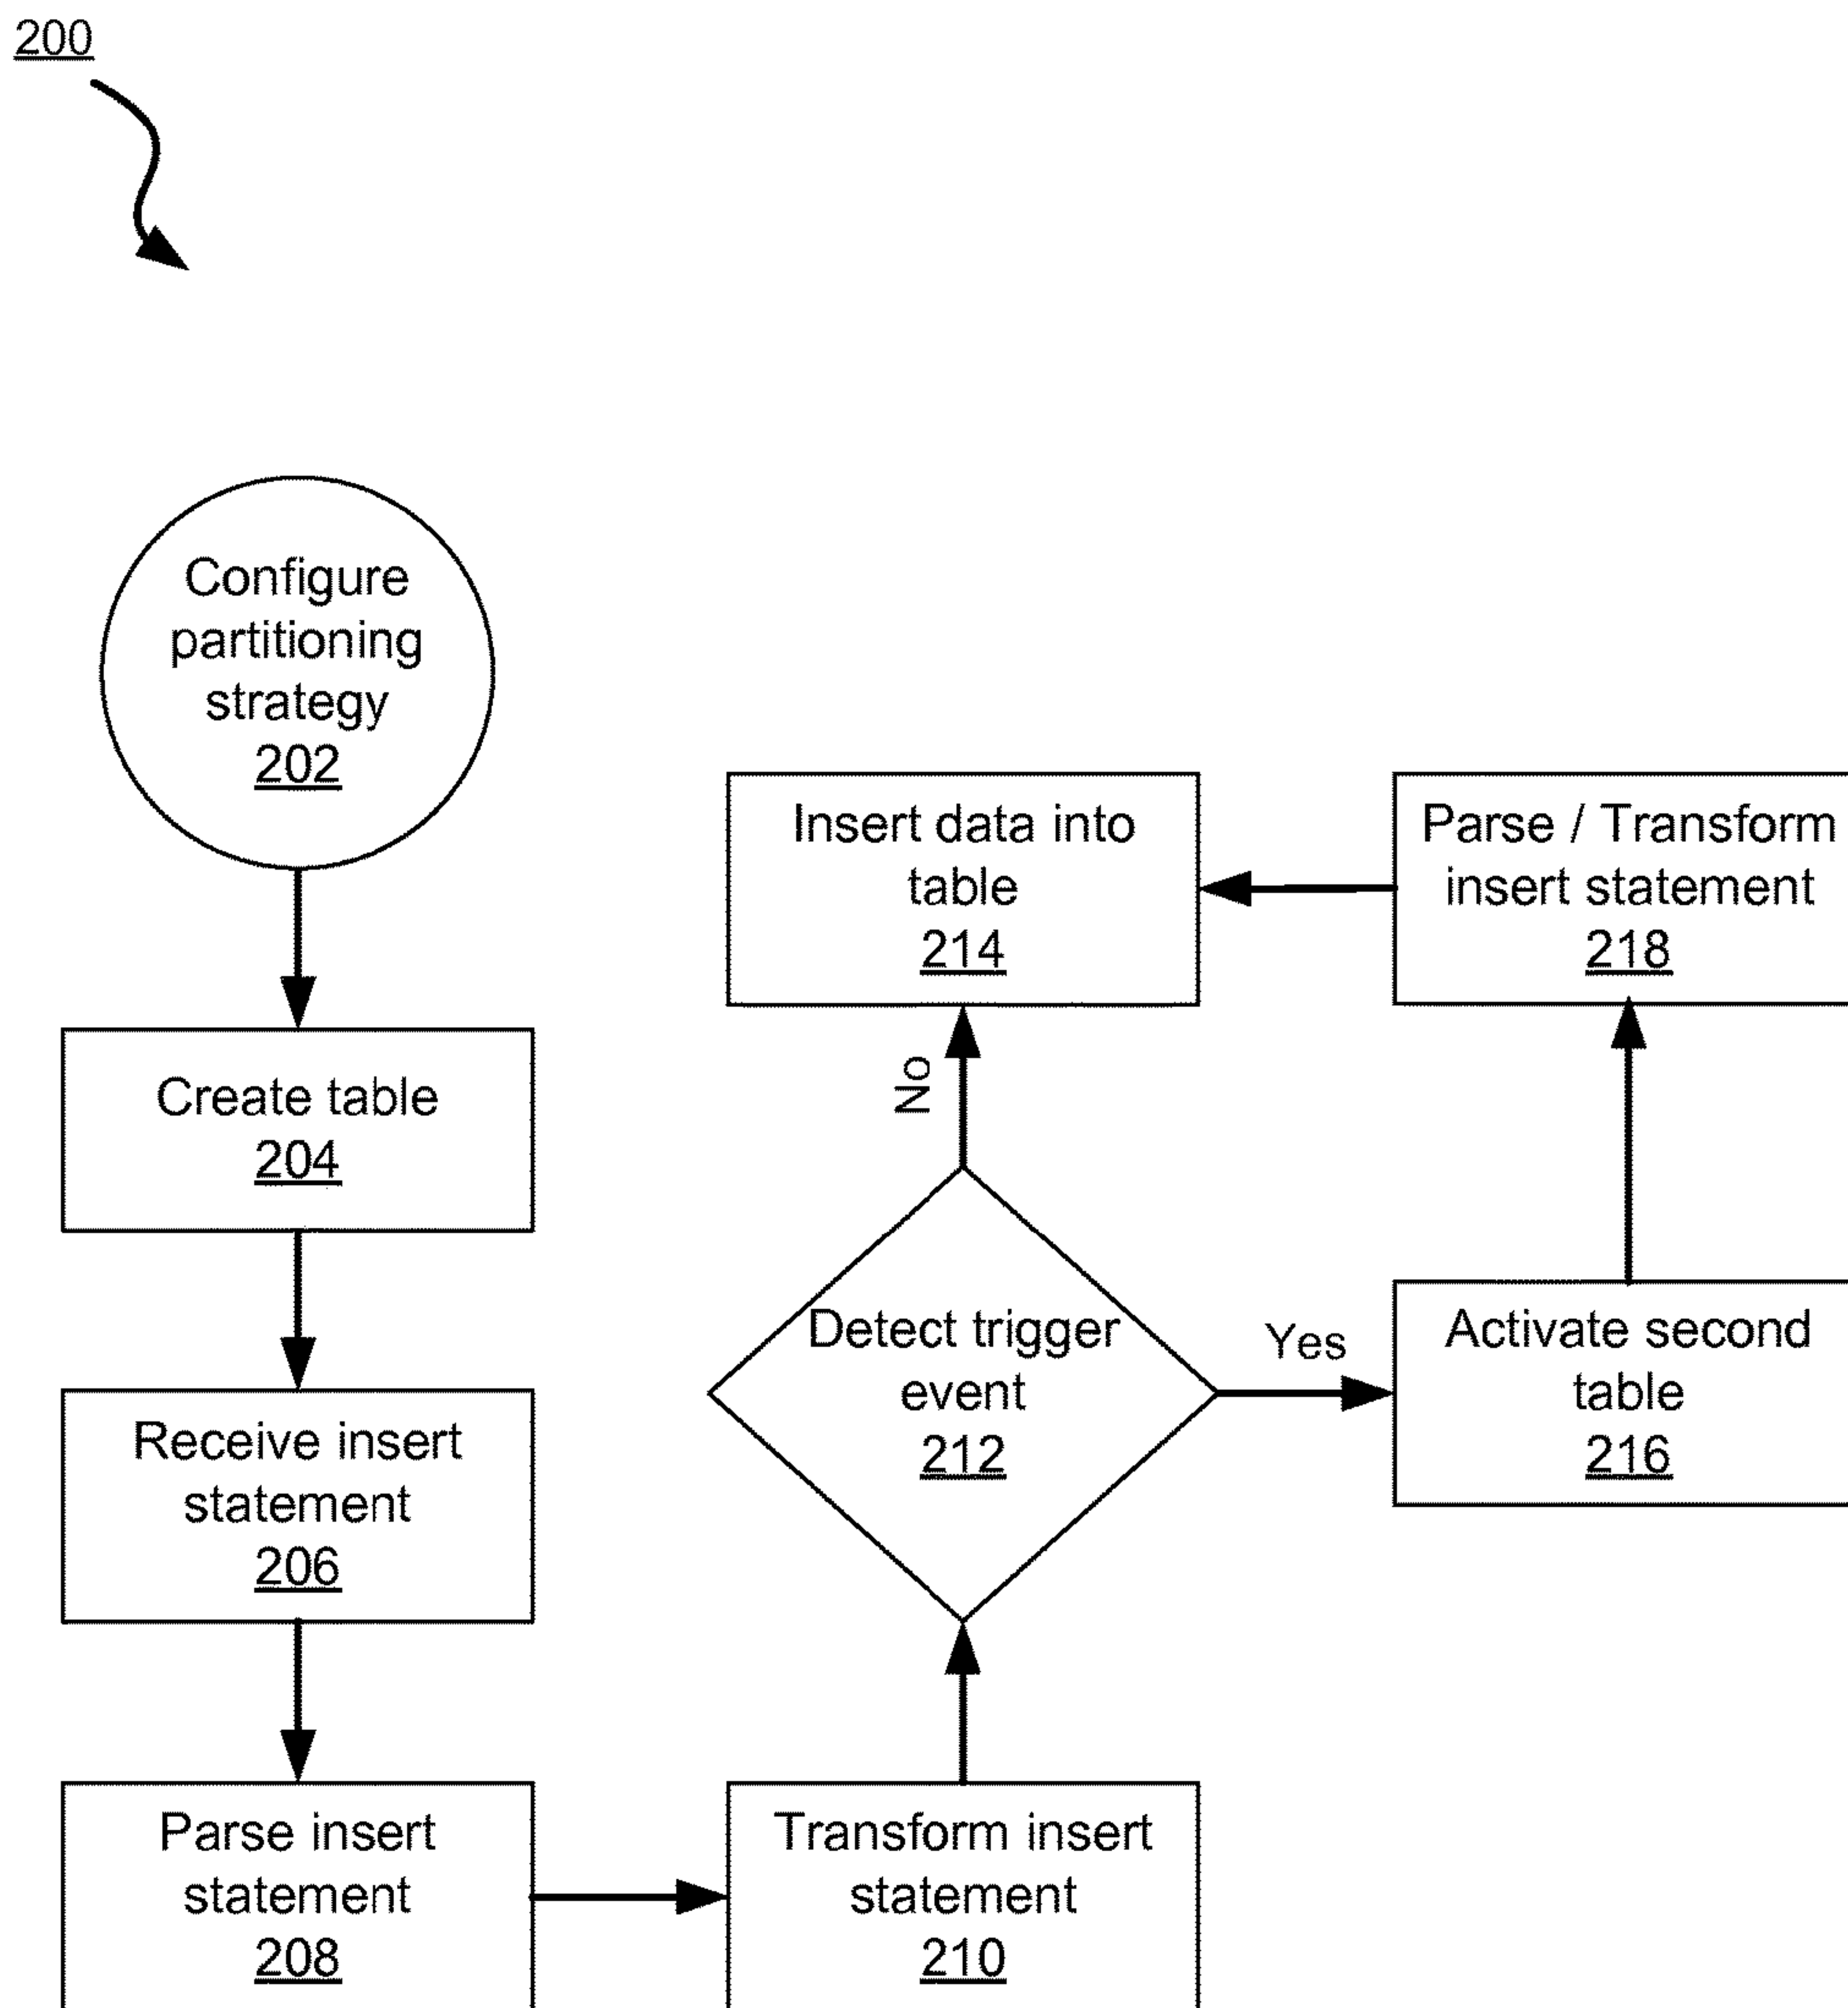 200
Configure
partitioning
strategy
202
Create table
204
Receive insert
statement
206
Parse insert
statement
208
Transform insert
statement
210
Detect trigger
event
212
No
Yes
Insert data into
table
214
Activate second
table
216
Parse / Transform
insert statement
218